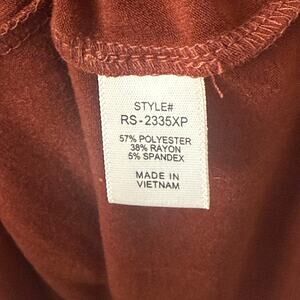 STYLE#
RS-2335XP
57% POLYESTER
38% RAYON
5% SPANDEX
MADE IN
VIETNAM